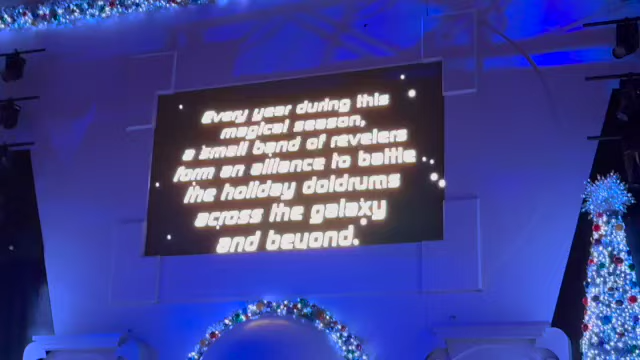 Every year during this
magical season,
a small band of revelers
form an alliance to battle
the holiday doldrums
across the galaxy
and beyond.